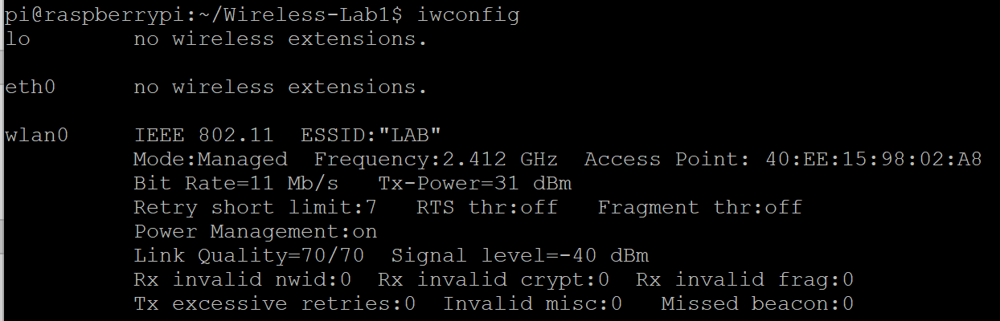 pi@raspberrypi:~/Wireless-Lab1$ iwconfig
lo        no wireless extensions.
eth0      no wireless extensions.
wlan0     IEEE 802.11  ESSID:"LAB"
          Mode:Managed  Frequency:2.412 GHz  Access Point: 40:EE:15:98:02:A8
          Bit Rate=11 Mb/s   Tx-Power=31 dBm
          Retry short limit:7   RTS thr:off   Fragment thr:off
          Power Management:on
          Link Quality=70/70  Signal level=-40 dBm
          Rx invalid nwid:0  Rx invalid crypt:0  Rx invalid frag:0
          Tx excessive retries:0  Invalid misc:0   Missed beacon:0